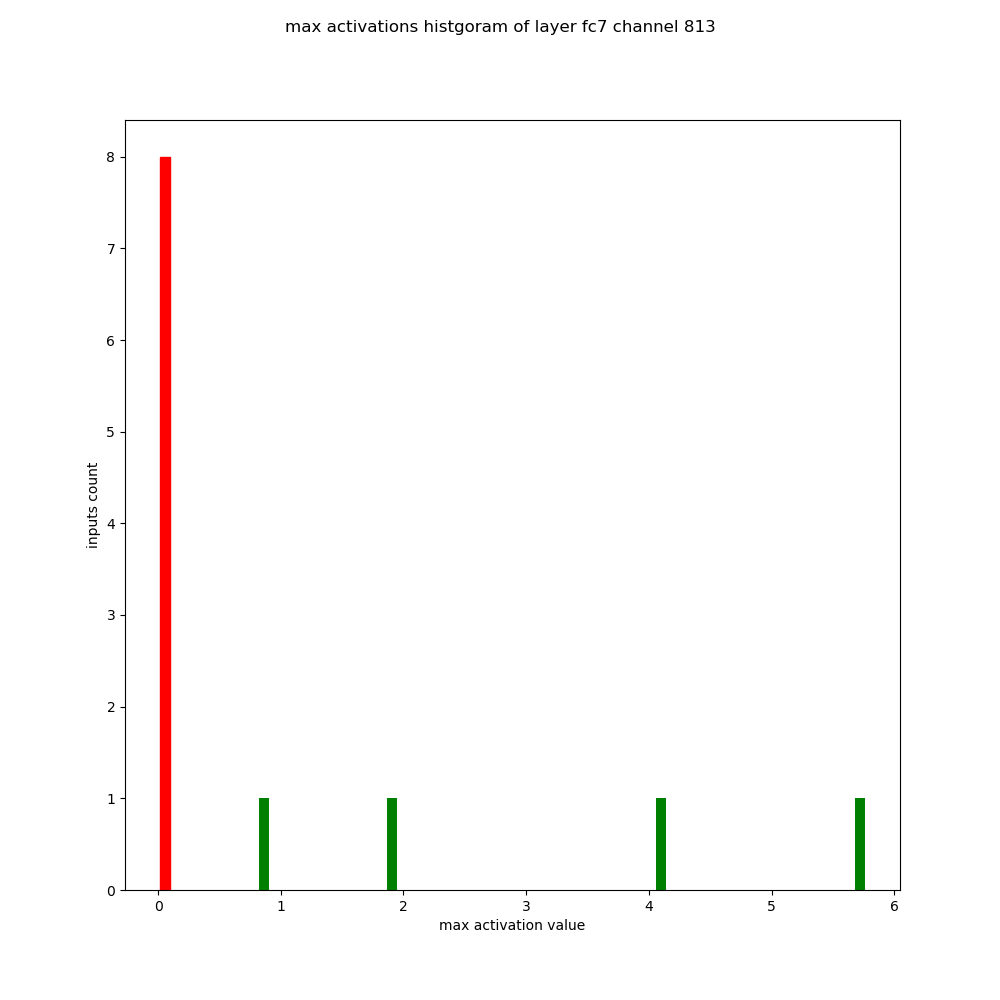 max activations histgoram of layer fc7 channel 813
8
7
6
5
4
3
2
1
0
inputs count
0 1 2 3 4 5 6
max activation value